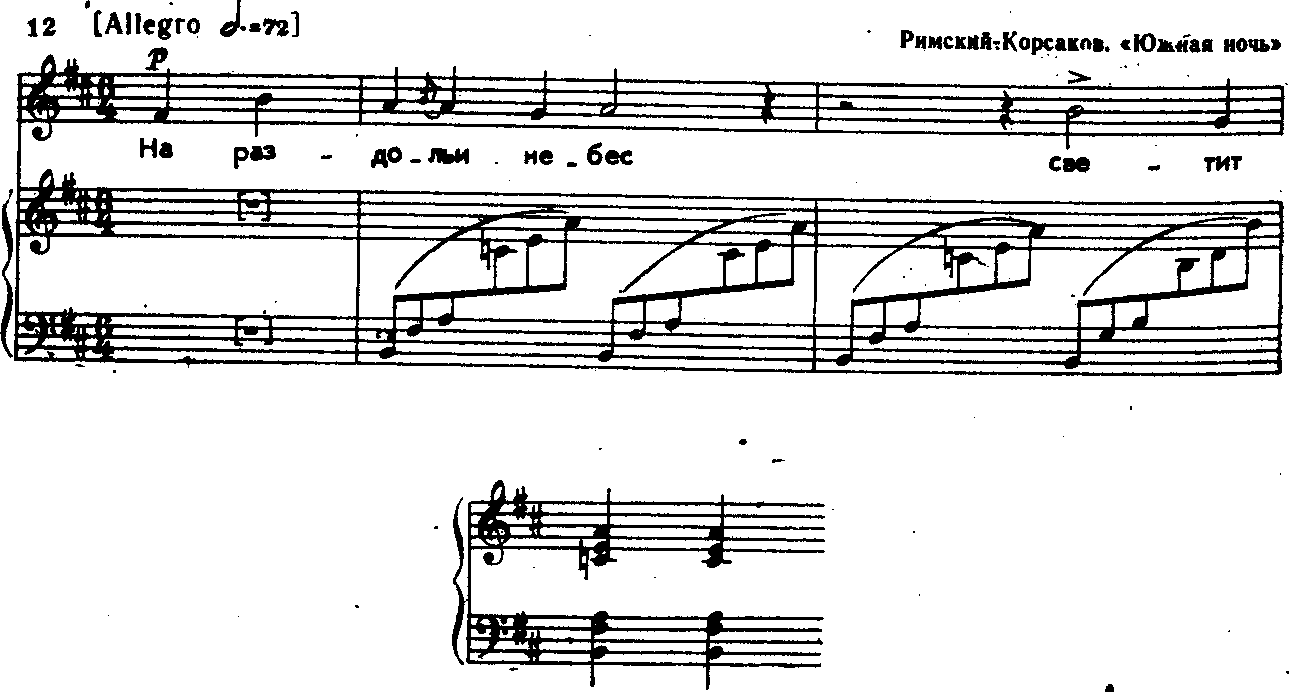 12 [Allegro 𝅗𝅥.=72]
Римский-Корсаков. «Южная ночь»
p
На раз - до - льи не - бес све - тит